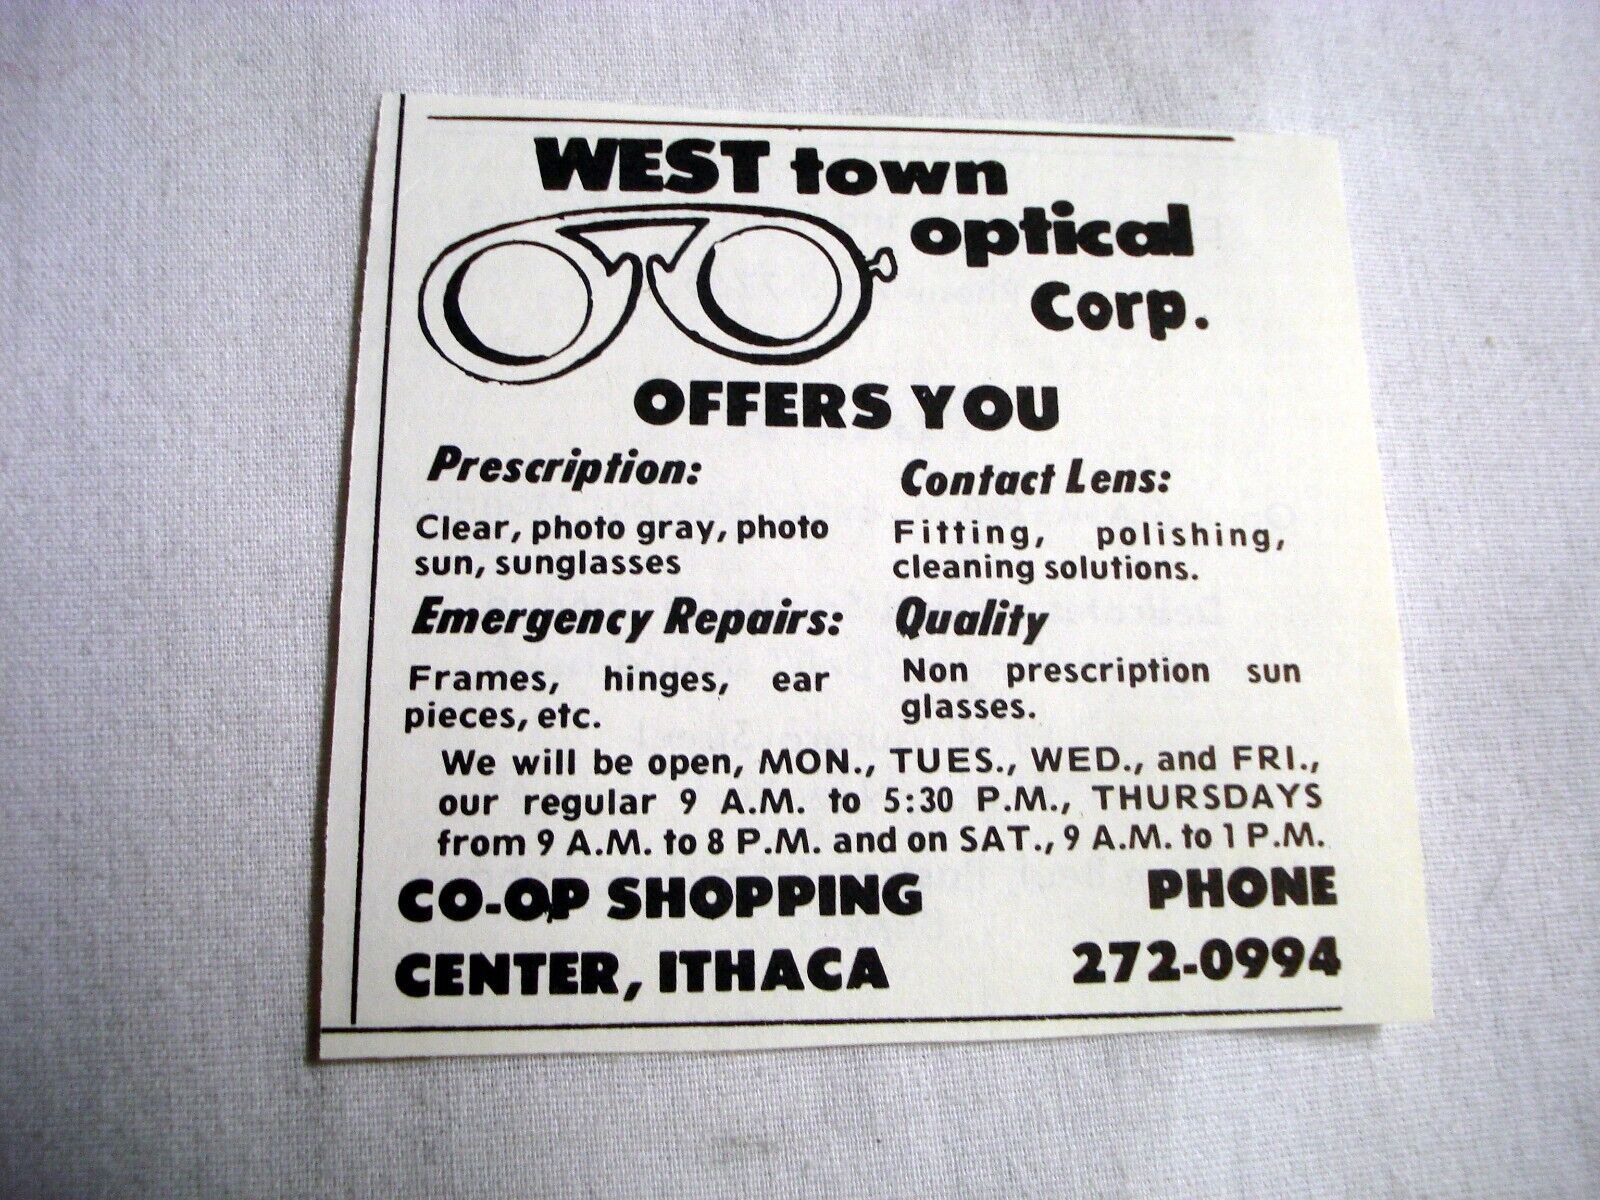 WEST town
optical
Corp.
OFFERS YOU
Prescription:
Clear, photo gray, photo
sun, sunglasses
Contact Lens:
Fitting, polishing,
cleaning solutions.
Emergency Repairs:
Frames, hinges, ear
pieces, etc.
Quality
Non prescription sun
glasses.
We will be open, MON., TUES., WED., and FRI.,
our regular 9 A.M. to 5:30 P.M., THURSDAYS
from 9 A.M. to 8 P.M. and on SAT., 9 A.M. to 1 P.M.
CO-OP SHOPPING
CENTER, ITHACA
PHONE
272-0994